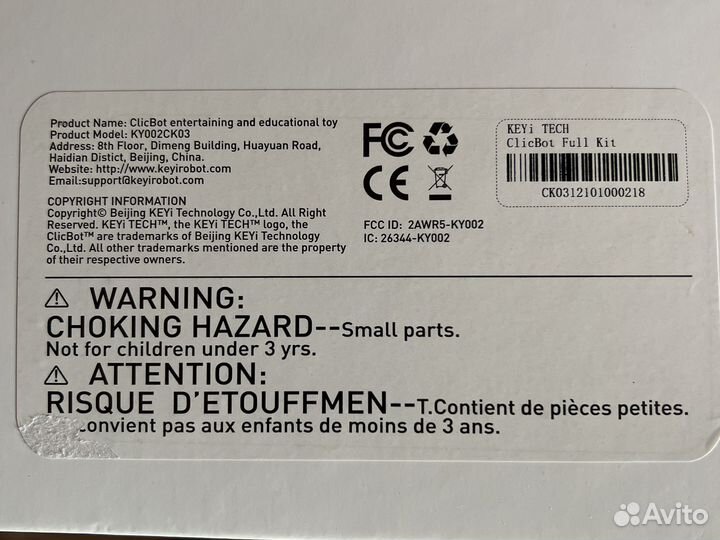 Product Name: ClicBot entertaining and educational toy
Product Model: KY002CK03
Address: 8th Floor, Dimeng Building, Huayuan Road,
Haidian Distict, Beijing, China.
Website: http://www.keyirobot.com
Email:support@keyirobot.com
COPYRIGHT INFORMATION
Copyright© Beijing KEYi Technology Co.,Ltd. All Right
Reserved. KEYi TECH™, the KEYi TECH™ logo, the
ClicBot™ are trademarks of Beijing KEYi Technology
Co.,Ltd. All other trademarks mentioned are the property
of their respective owners.
FC
CE
FCC ID: 2AWR5-KY002
IC: 26344-KY002
KEYi TECH
ClicBot Full Kit
CK0312101000218
WARNING:
CHOKING HAZARD--Small parts.
Not for children under 3 yrs.
ATTENTION:
RISQUE D'ETOUFFMEN--T.Contient de pièces petites.
convient pas aux enfants de moins de 3 ans.
Avito